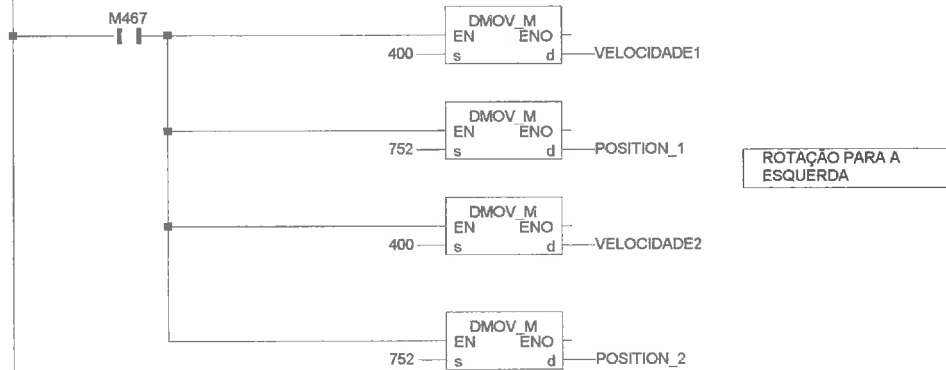 M467
DMOV_M
EN ENO
400 s d VELOCIDADE1
DMOV_M
EN ENO
752 s d POSITION_1
ROTAÇÃO PARA A
ESQUERDA
DMOV_M
EN ENO
400 s d VELOCIDADE2
DMOV_M
EN ENO
752 s d POSITION_2